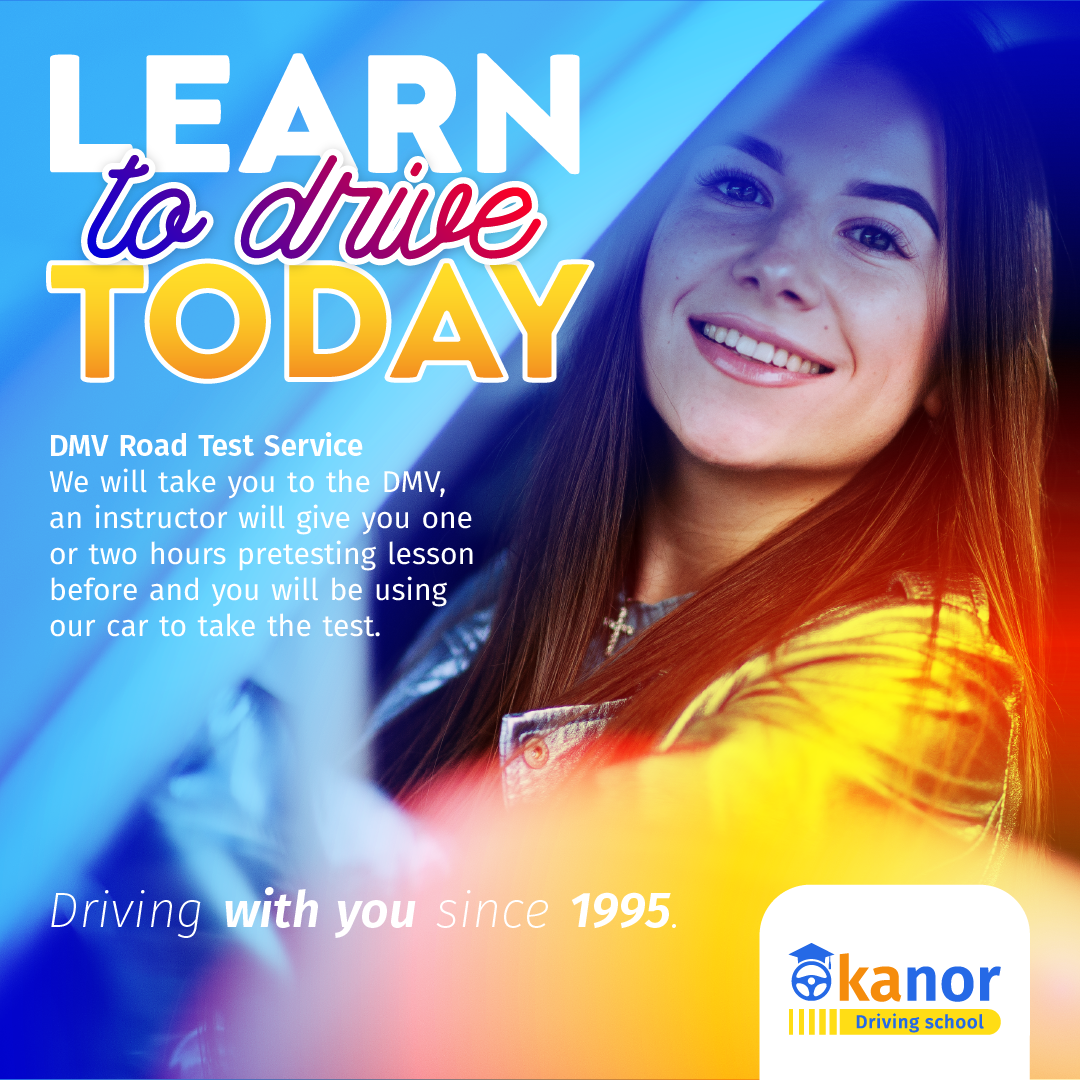 LEARN
to drive
TODAY
DMV Road Test Service
We will take you to the DMV,
an instructor will give you one
or two hours pretesting lesson
before and you will be using
our car to take the test.
Driving with you since 1995.
kanor
Driving school